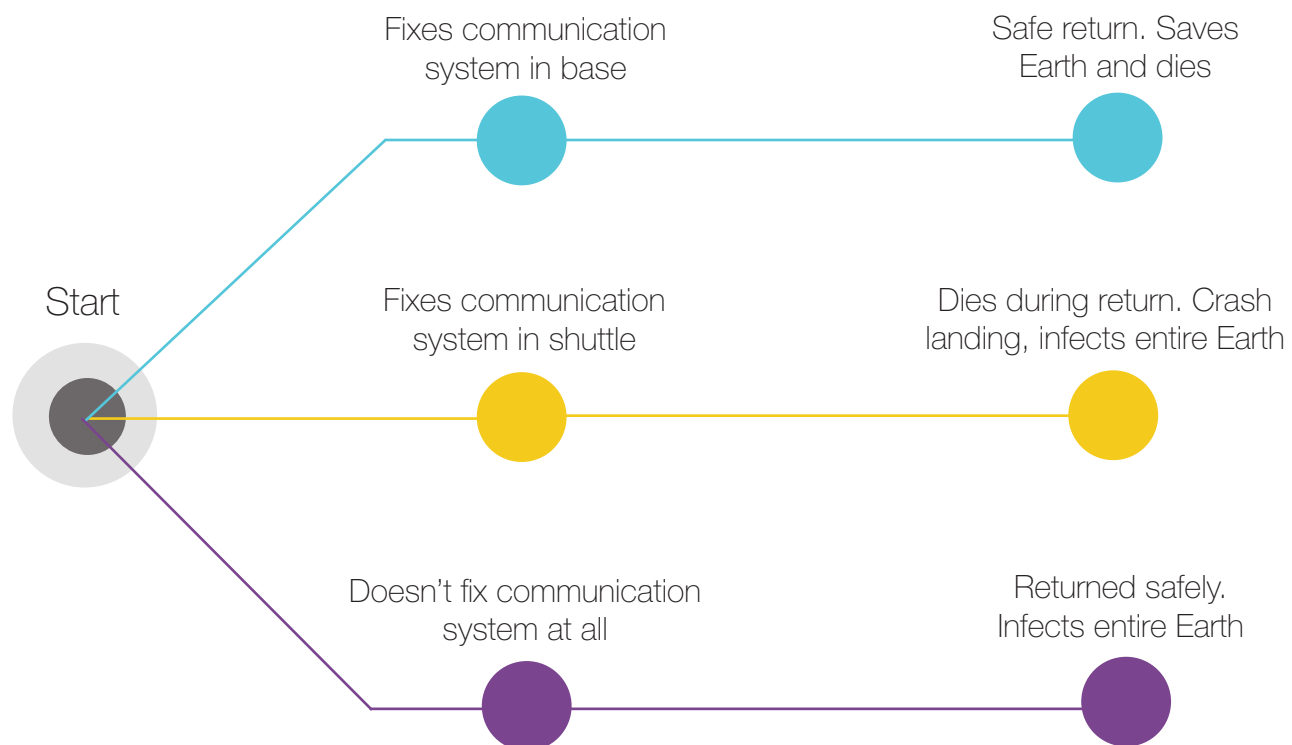 Fixes communication
system in base
Safe return. Saves
Earth and dies
Start
Fixes communication
system in shuttle
Dies during return. Crash
landing, infects entire Earth
Doesn’t fix communication
system at all
Returned safely.
Infects entire Earth